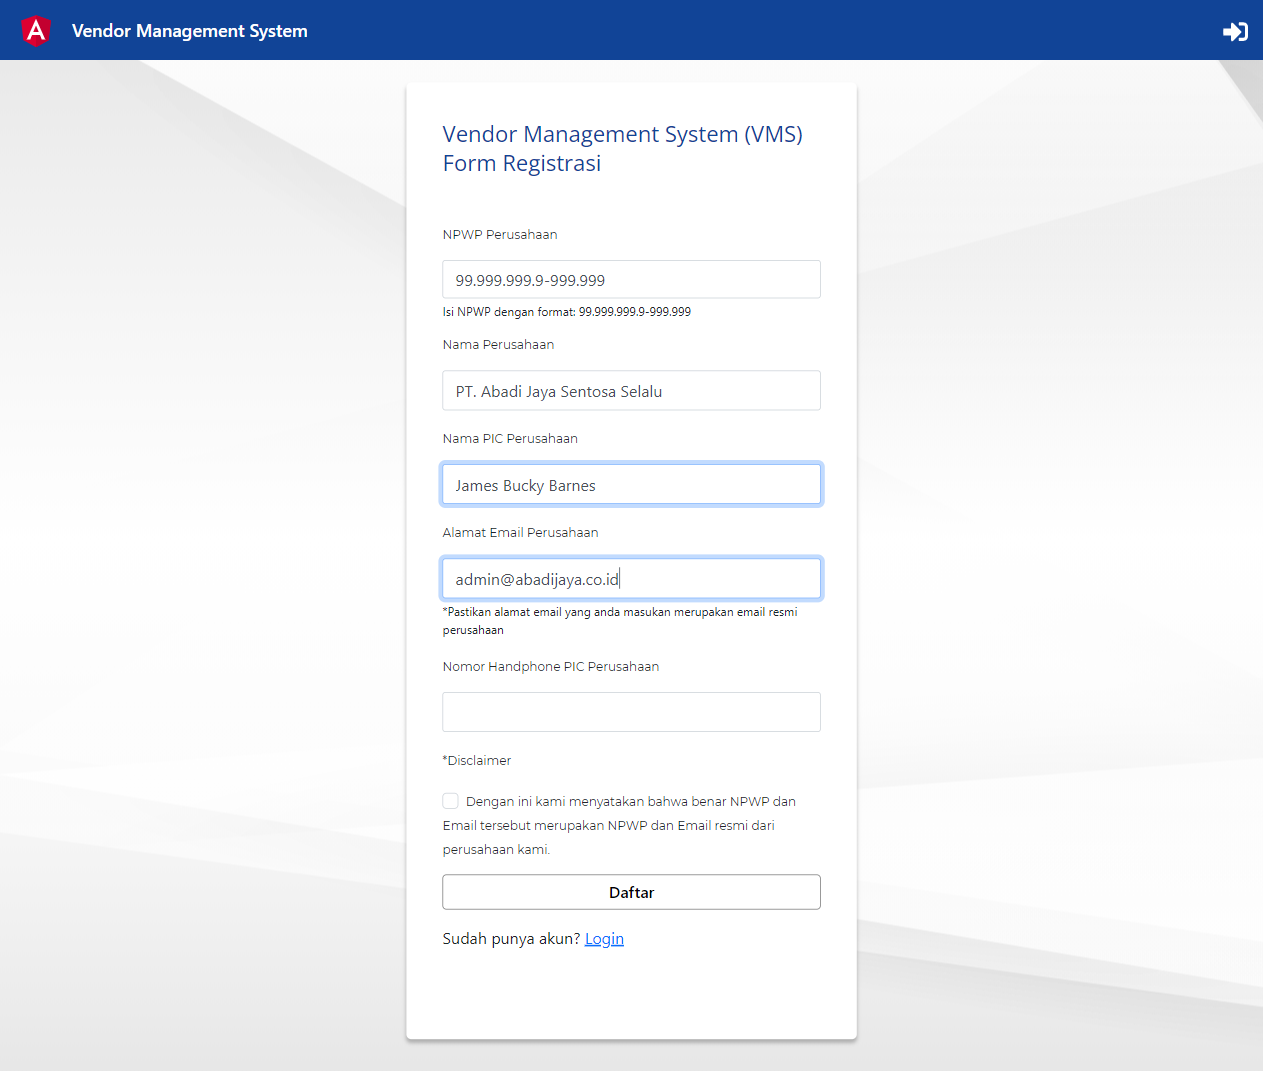 Vendor Management System
Vendor Management System (VMS)
Form Registrasi
NPWP Perusahaan
99.999.999.9-999.999
Isi NPWP dengan format: 99.999.999.9-999.999
Nama Perusahaan
PT. Abadi Jaya Sentosa Selalu
Nama PIC Perusahaan
James Bucky Barnes
Alamat Email Perusahaan
admin@abadijaya.co.id
*Pastikan alamat email yang anda masukan merupakan email resmi
perusahaan
Nomor Handphone PIC Perusahaan
*Disclaimer
Dengan ini kami menyatakan bahwa benar NPWP dan
Email tersebut merupakan NPWP dan Email resmi dari
perusahaan kami.
Daftar
Sudah punya akun? Login